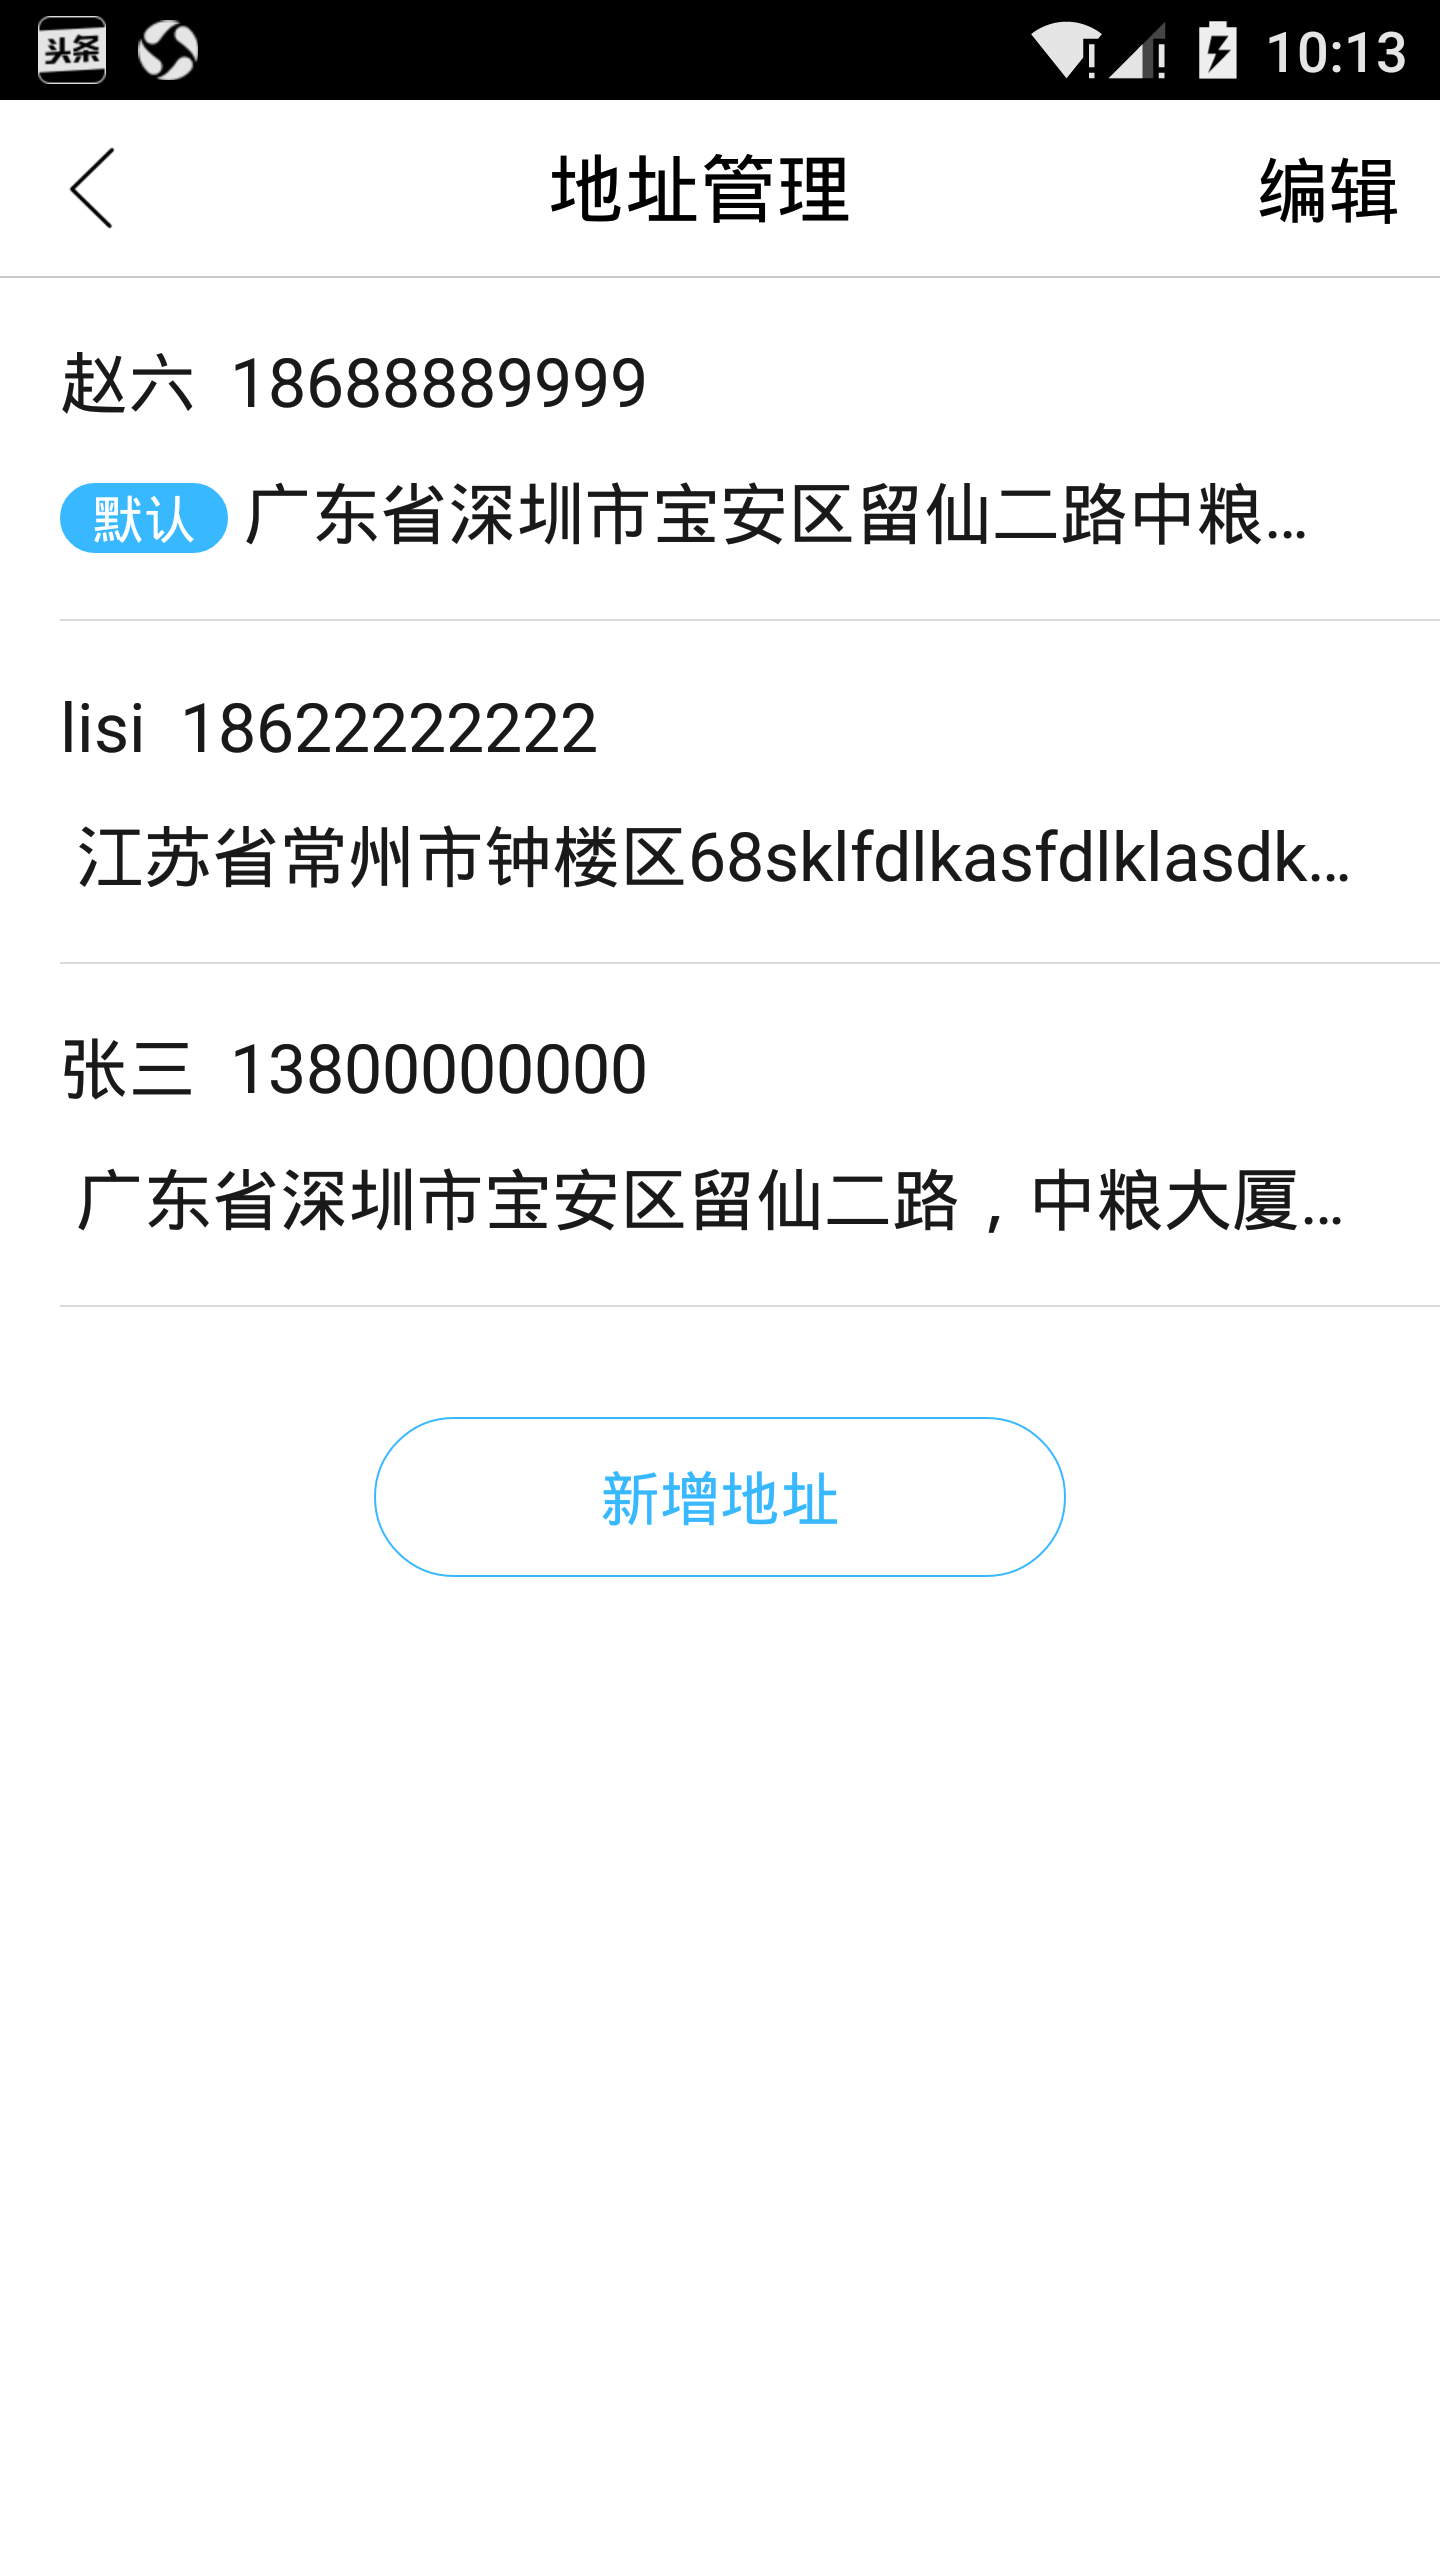 头条 10:13
地址管理 编辑
赵六 18688889999
默认 广东省深圳市宝安区留仙二路中粮...
lisi 18622222222
江苏省常州市钟楼区68sklfdlkasfdlklasdk...
张三 13800000000
广东省深圳市宝安区留仙二路，中粮大厦...
新增地址